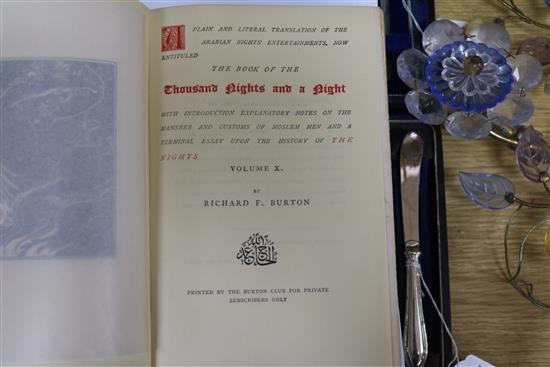 A PLAIN AND LITERAL TRANSLATION OF THE
ARABIAN NIGHTS ENTERTAINMENTS, NOW
ENTITULED
THE BOOK OF THE
Thousand Nights and a Night
WITH INTRODUCTION EXPLANATORY NOTES ON THE
MANNERS AND CUSTOMS OF MOSLEM MEN AND A
TERMINAL ESSAY UPON THE HISTORY OF THE
NIGHTS
VOLUME X.
BY
RICHARD F. BURTON
PRINTED BY THE BURTON CLUB FOR PRIVATE
SUBSCRIBERS ONLY